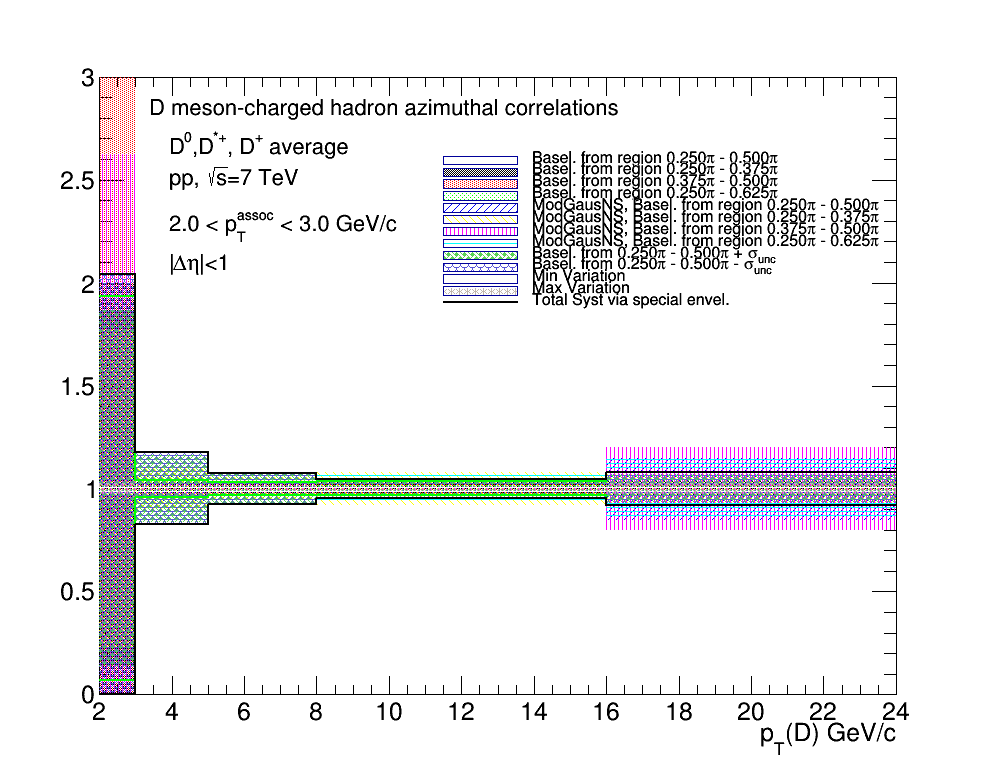 D meson-charged hadron azimuthal correlations
D0,D*+, D+ average
pp, √s=7 TeV
2.0 < pTassoc < 3.0 GeV/c
|Δη|<1
Basel. from region 0.250π - 0.500π
Basel. from region 0.250π - 0.375π
Basel. from region 0.375π - 0.500π
Basel. from region 0.250π - 0.625π
ModGausNS, Basel. from region 0.250π - 0.500π
ModGausNS, Basel. from region 0.250π - 0.375π
ModGausNS, Basel. from region 0.375π - 0.500π
ModGausNS, Basel. from region 0.250π - 0.625π
Basel. from 0.250π - 0.500π + σunc
Basel. from 0.250π - 0.500π - σunc
Min Variation
Max Variation
Total Syst via special envel.
3
2.5
2
1.5
1
0.5
0
2 4 6 8 10 12 14 16 18 20 22 24
pT(D) GeV/c